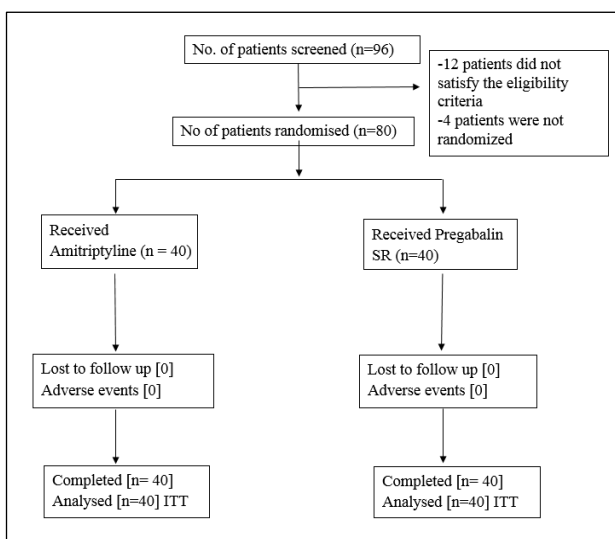 No. of patients screened (n=96)
-12 patients did not
satisfy the eligibility
criteria
-4 patients were not
randomized
No of patients randomised (n=80)
Received
Amitriptyline (n = 40)
Received Pregabalin
SR (n=40)
Lost to follow up [0]
Adverse events [0]
Lost to follow up [0]
Adverse events [0]
Completed [n= 40]
Analysed [n=40] ITT
Completed [n= 40]
Analysed [n=40] ITT